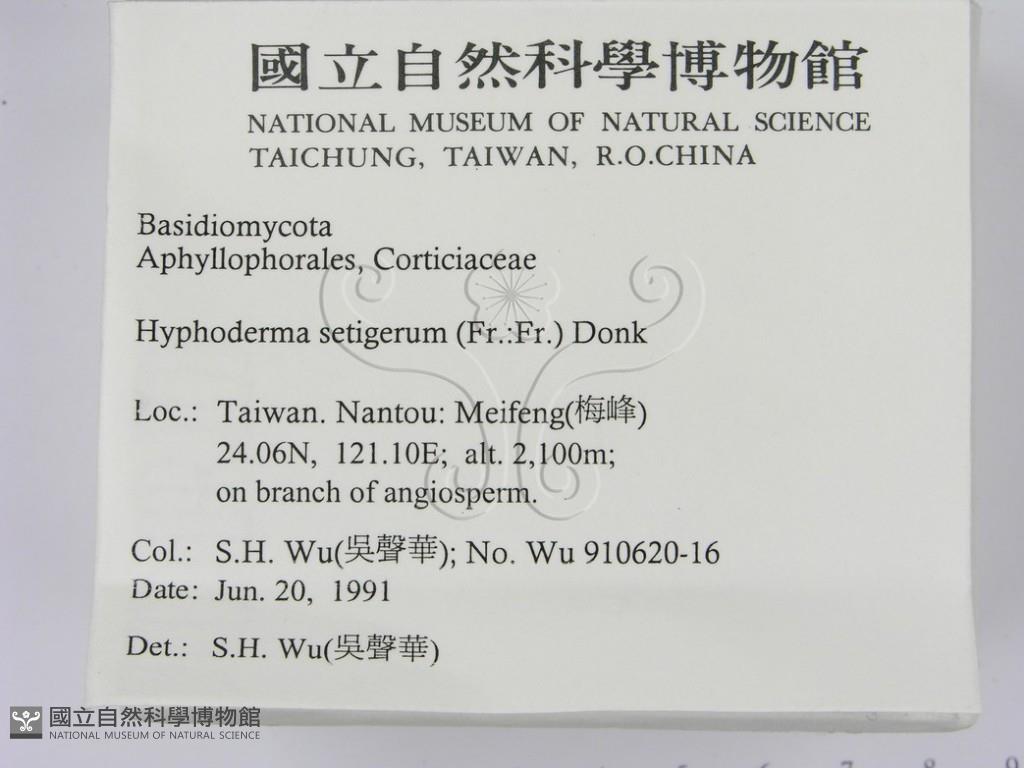 國立自然科學博物館
NATIONAL MUSEUM OF NATURAL SCIENCE
TAICHUNG, TAIWAN, R.O.CHINA
Basidiomycota
Aphyllophorales, Corticiaceae
Hyphoderma setigerum (Fr.:Fr.) Donk
Loc.: Taiwan. Nantou: Meifeng(梅峰)
24.06N, 121.10E; alt. 2,100m;
on branch of angiosperm.
Col.: S.H. Wu(吳聲華); No. Wu 910620-16
Date: Jun. 20, 1991
Det.: S.H. Wu(吳聲華)
國立自然科學博物館
NATIONAL MUSEUM OF NATURAL SCIENCE
7 8 9